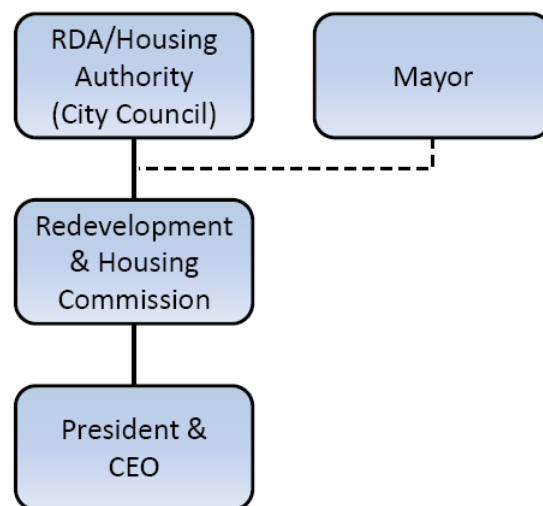 RDA/Housing
Authority
(City Council)
Mayor
Redevelopment
& Housing
Commission
President &
CEO